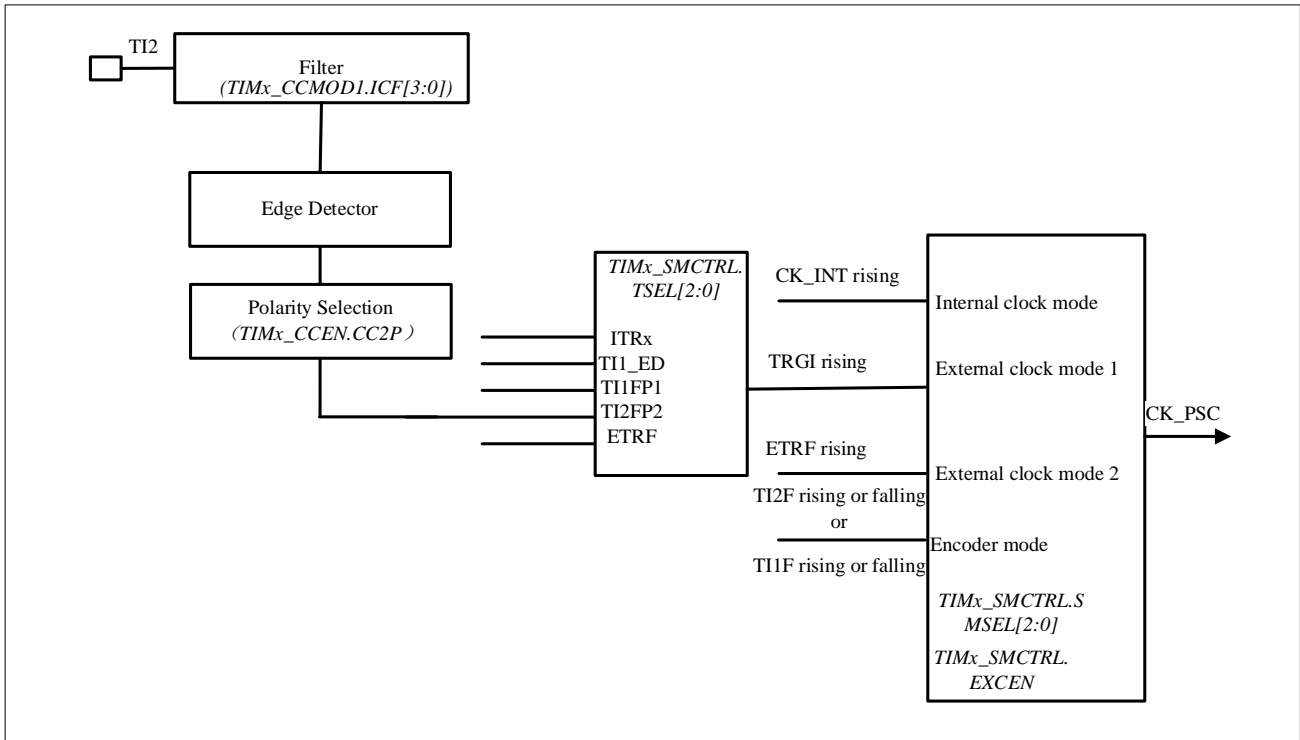 TI2
Filter
(TIMx_CCMOD1.ICF[3:0])
Edge Detector
Polarity Selection
（TIMx_CCEN.CC2P）
TIMx_SMCTRL.
TSEL[2:0]
ITRx
TI1_ED
TI1FP1
TI2FP2
ETRF
CK_INT rising
TRGI rising
ETRF rising
TI2F rising or falling
or
TI1F rising or falling
Internal clock mode
External clock mode 1
External clock mode 2
Encoder mode
TIMx_SMCTRL.S
MSEL[2:0]
TIMx_SMCTRL.
EXCEN
CK_PSC